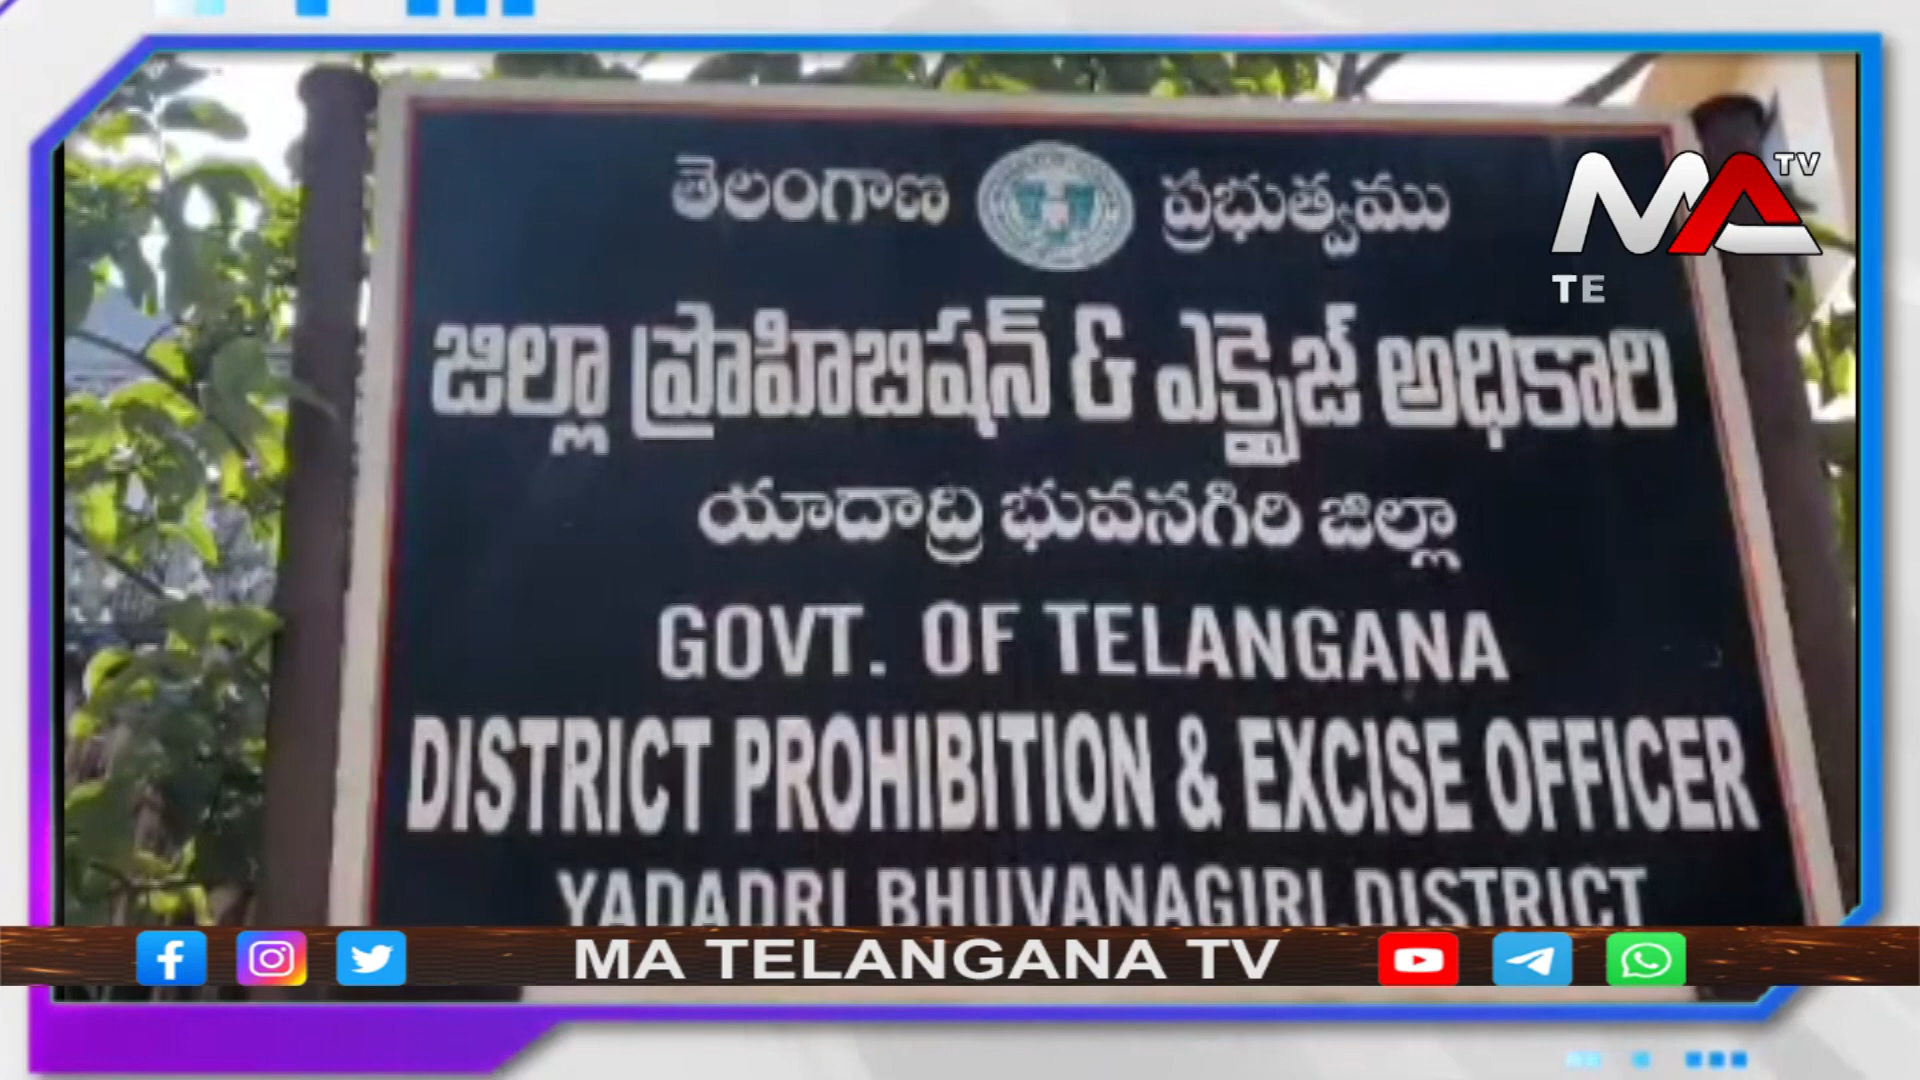 తెలంగాణ ప్రభుత్వము
MA TV
TE
జిల్లా ప్రొహిబిషన్ & ఎక్సైజ్ అధికారి
యాదాద్రి భువనగిరి జిల్లా
GOVT. OF TELANGANA
DISTRICT PROHIBITION & EXCISE OFFICER
YADADRI BHUVANAGIRI DISTRICT
MA TELANGANA TV